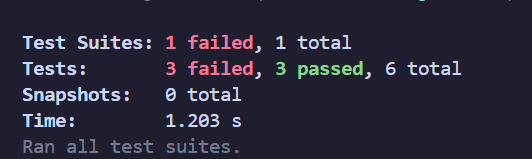 Test Suites: 1 failed, 1 total
Tests:       3 failed, 3 passed, 6 total
Snapshots:   0 total
Time:        1.203 s
Ran all test suites.